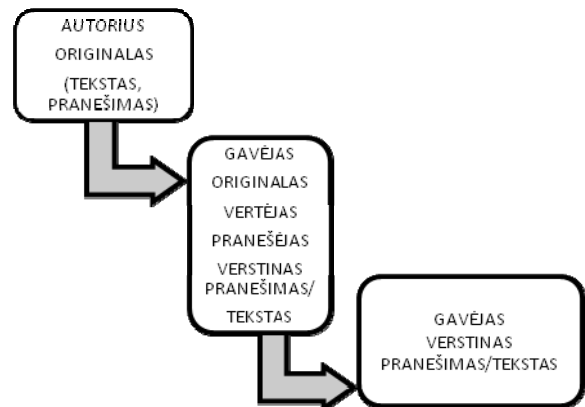 AUTORIUS
ORIGINALAS
(TEKSTAS,
PRANEŠIMAS)
GAVĖJAS
ORIGINALAS
VERTĖJAS
PRANEŠĖJAS
VERSTINAS
PRANEŠIMAS/
TEKSTAS
GAVĖJAS
VERSTINAS
PRANEŠIMAS/TEKSTAS